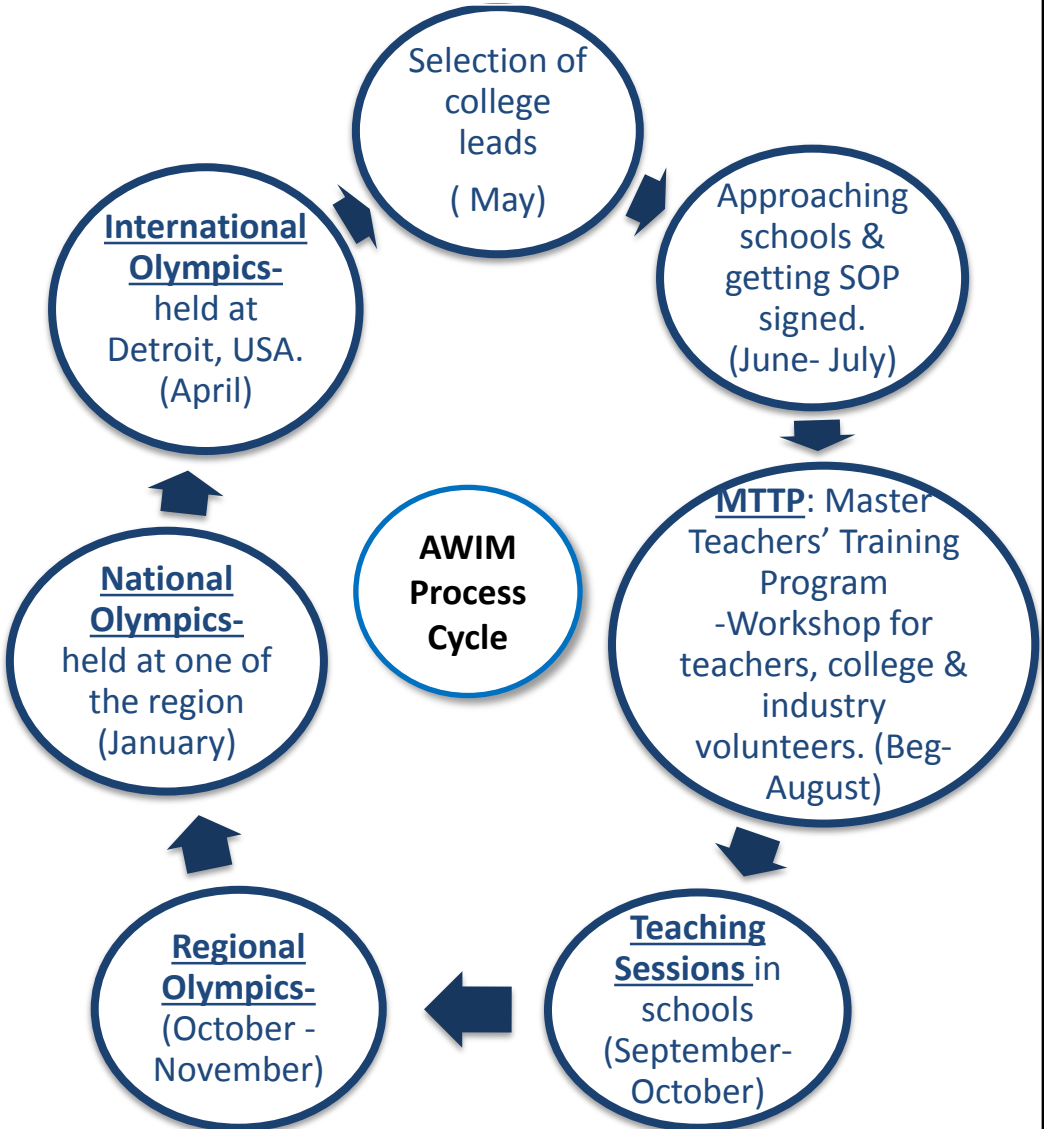 Selection of
college
leads
( May)
Approaching
schools &
getting SOP
signed.
(June- July)
MTTP: Master
Teachers’ Training
Program
-Workshop for
teachers, college &
industry
volunteers. (Beg-
August)
Teaching
Sessions in
schools
(September-
October)
Regional
Olympics-
(October -
November)
National
Olympics-
held at one of
the region
(January)
International
Olympics-
held at
Detroit, USA.
(April)
AWIM
Process
Cycle